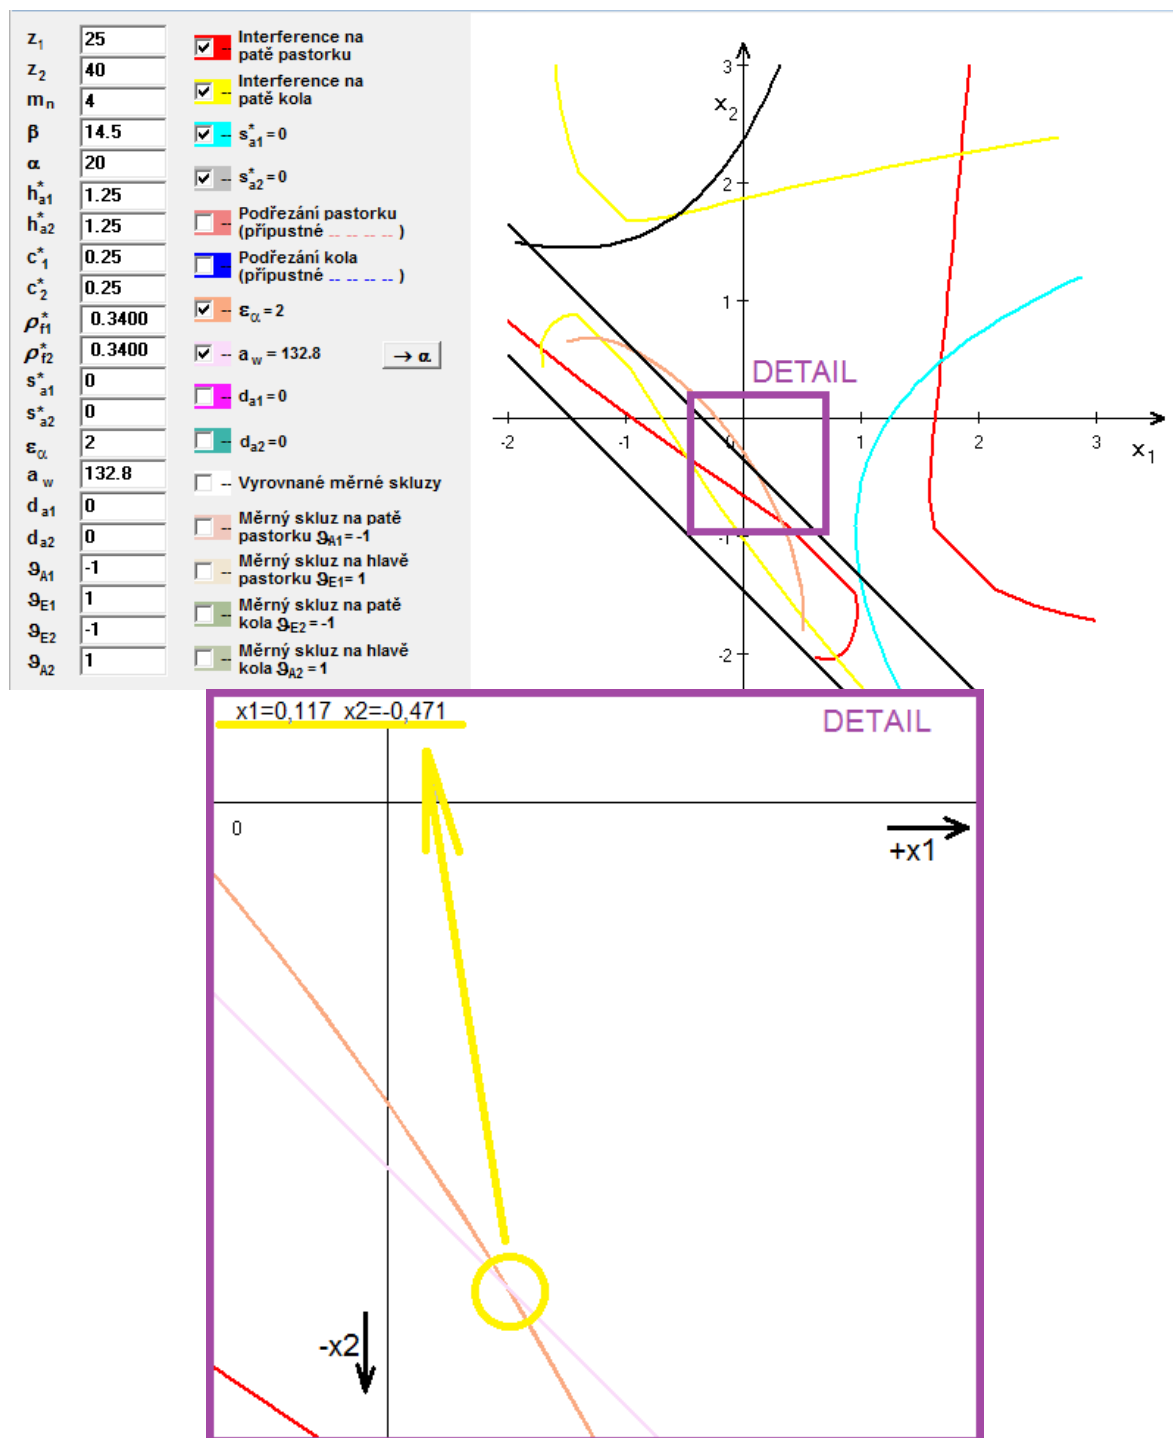 z1 25
z2 40
mn 4
β 14.5
α 20
h*a1 1.25
h*a2 1.25
c*1 0.25
c*2 0.25
ρ*f1 0.3400
ρ*f2 0.3400
s*a1 0
s*a2 0
εα 2
a w 132.8
da1 0
da2 0
ϑA1 -1
ϑE1 1
ϑE2 -1
ϑA2 1
-- Interference na
patě pastorku
-- Interference na
patě kola
-- s*a1 = 0
-- s*a2 = 0
-- Podřezání pastorku
(přípustné -- -- -- -- )
-- Podřezání kola
(přípustné -- -- -- -- )
-- εα = 2
-- a w = 132.8
→ α
-- da1 = 0
-- da2 = 0
-- Vyrovnané měrné skluzy
-- Měrný skluz na patě
pastorku ϑA1 = -1
-- Měrný skluz na hlavě
pastorku ϑE1 = 1
-- Měrný skluz na patě
kola ϑE2 = -1
-- Měrný skluz na hlavě
kola ϑA2 = 1
3
x2
2
1
DETAIL
-2 -1 0 1 2 3
x1
-1
-2
x1=0,117 x2=-0,471
DETAIL
0
+x1
-x2